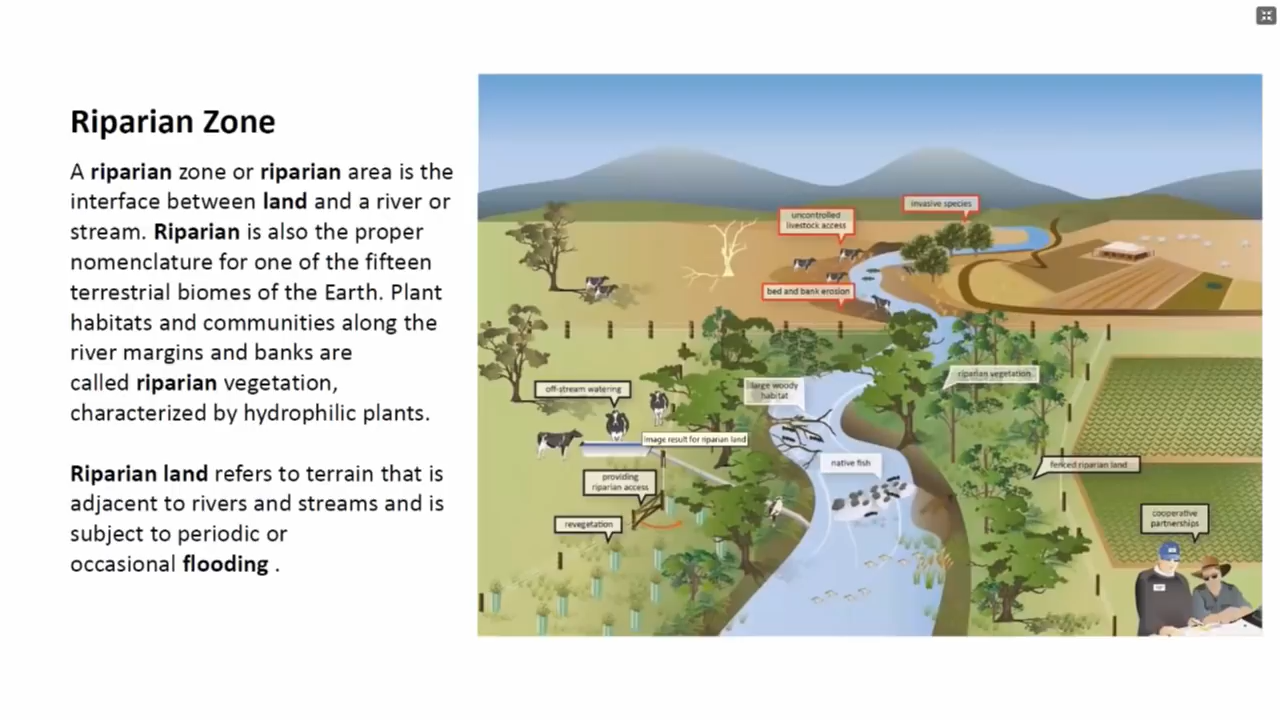 Riparian Zone
A riparian zone or riparian area is the
interface between land and a river or
stream. Riparian is also the proper
nomenclature for one of the fifteen
terrestrial biomes of the Earth. Plant
habitats and communities along the
river margins and banks are
called riparian vegetation,
characterized by hydrophilic plants.
Riparian land refers to terrain that is
adjacent to rivers and streams and is
subject to periodic or
occasional flooding .
invasive species
uncontrolled
livestock access
bed and bank erosion
riparian vegetation
off-stream watering
large woody
habitat
Image result for riparian land
native fish
fenced riparian land
providing
riparian access
revegetation
cooperative
partnerships